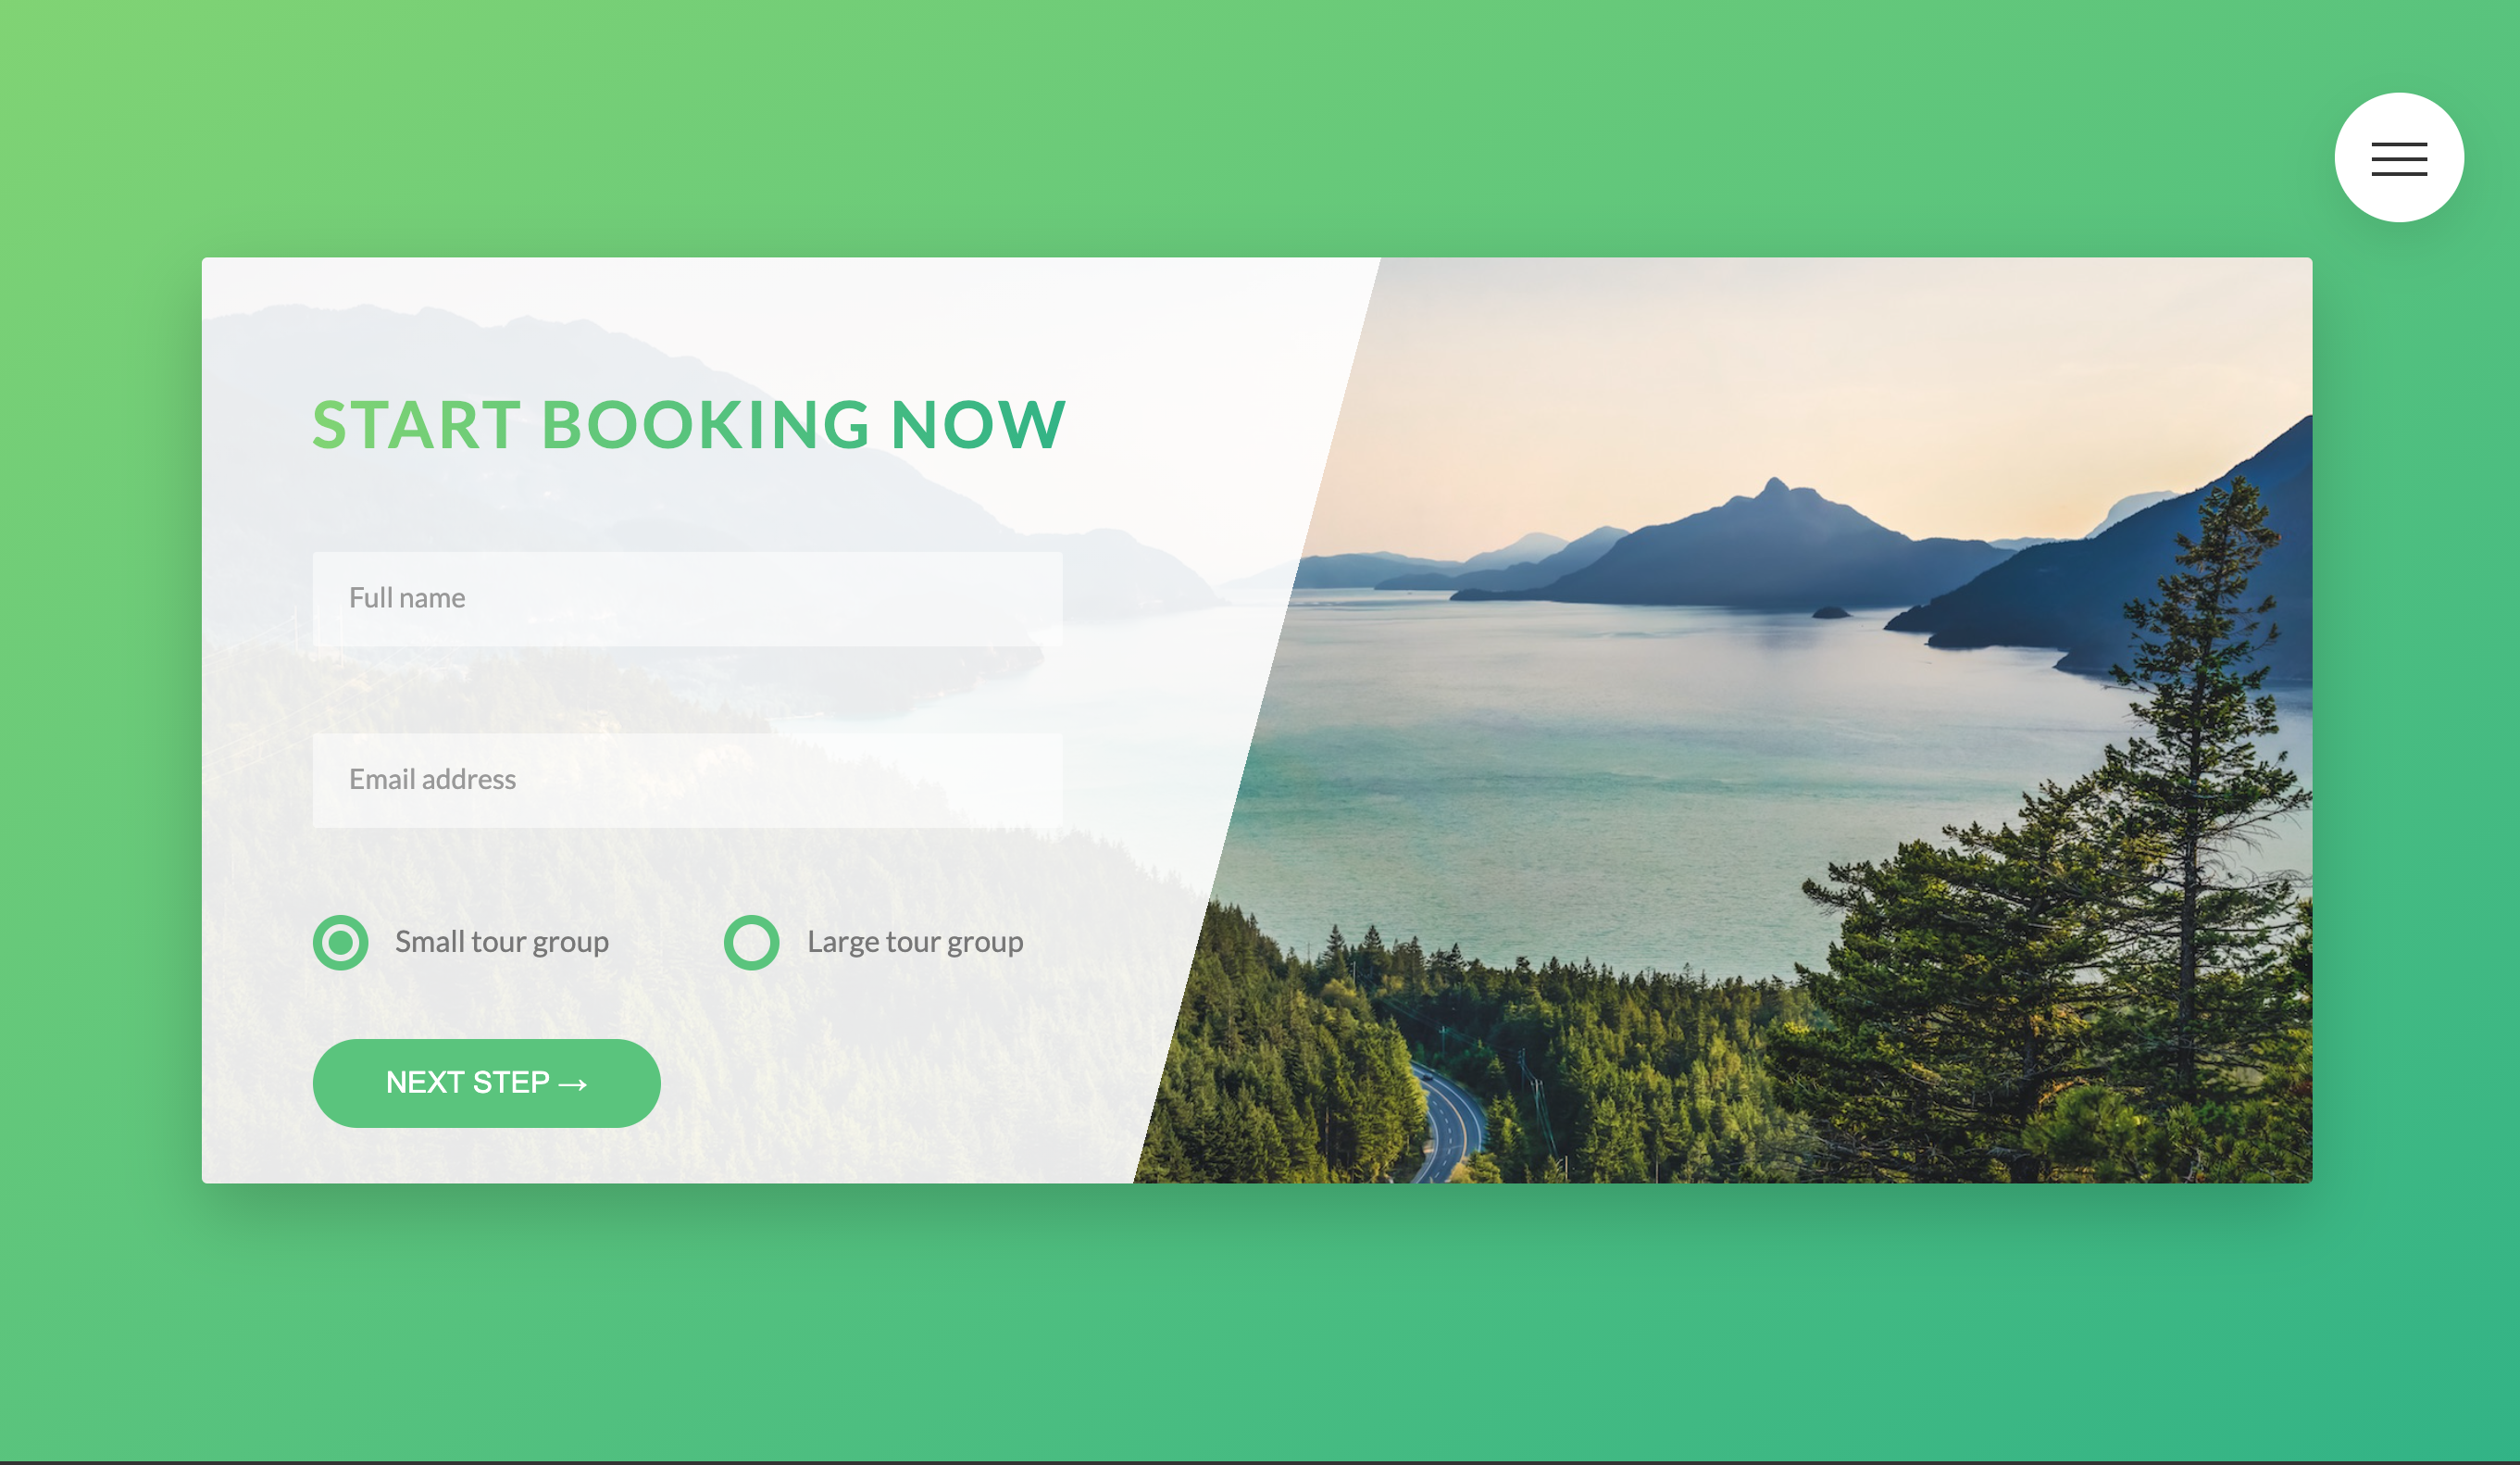 START BOOKING NOW
Full name
Email address
Small tour group
Large tour group
NEXT STEP →